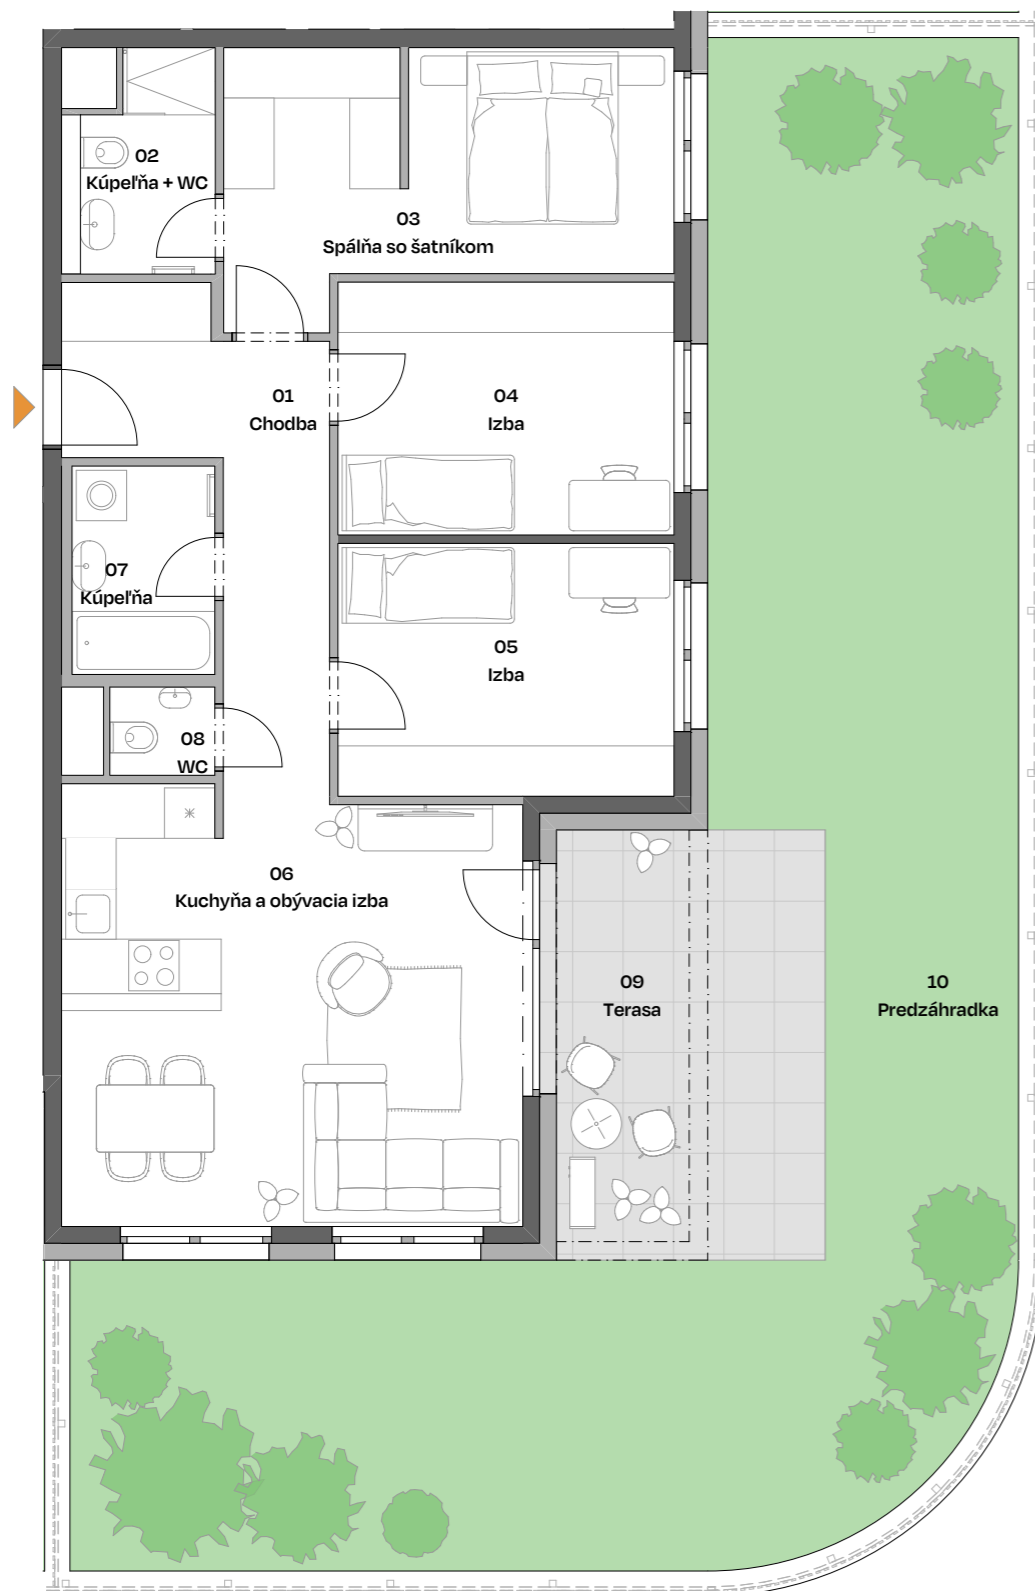 02
Kúpeľňa + WC
03
Spálňa so šatníkom
01
Chodba
04
Izba
07
Kúpeľňa
05
Izba
08
WC
06
Kuchyňa a obývacia izba
09
Terasa
10
Predzáhradka